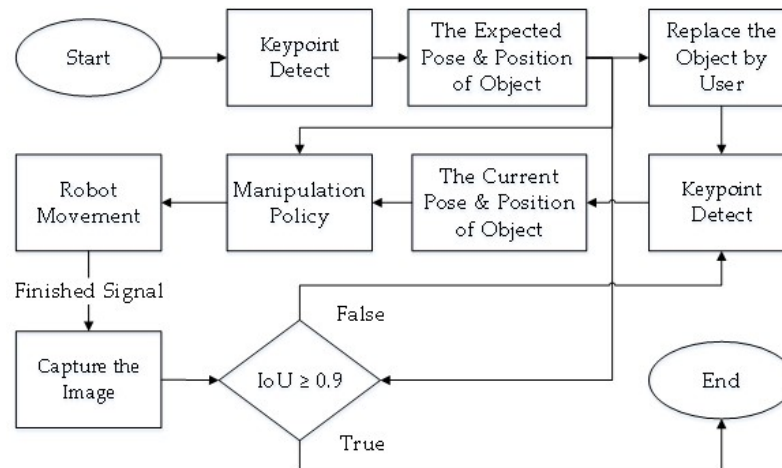 Start
Keypoint
Detect
The Expected
Pose & Position
of Object
Replace the
Object by
User
Robot
Movement
Manipulation
Policy
The Current
Pose & Position
of Object
Keypoint
Detect
Finished Signal
False
Capture the
Image
IoU ≥ 0.9
End
True